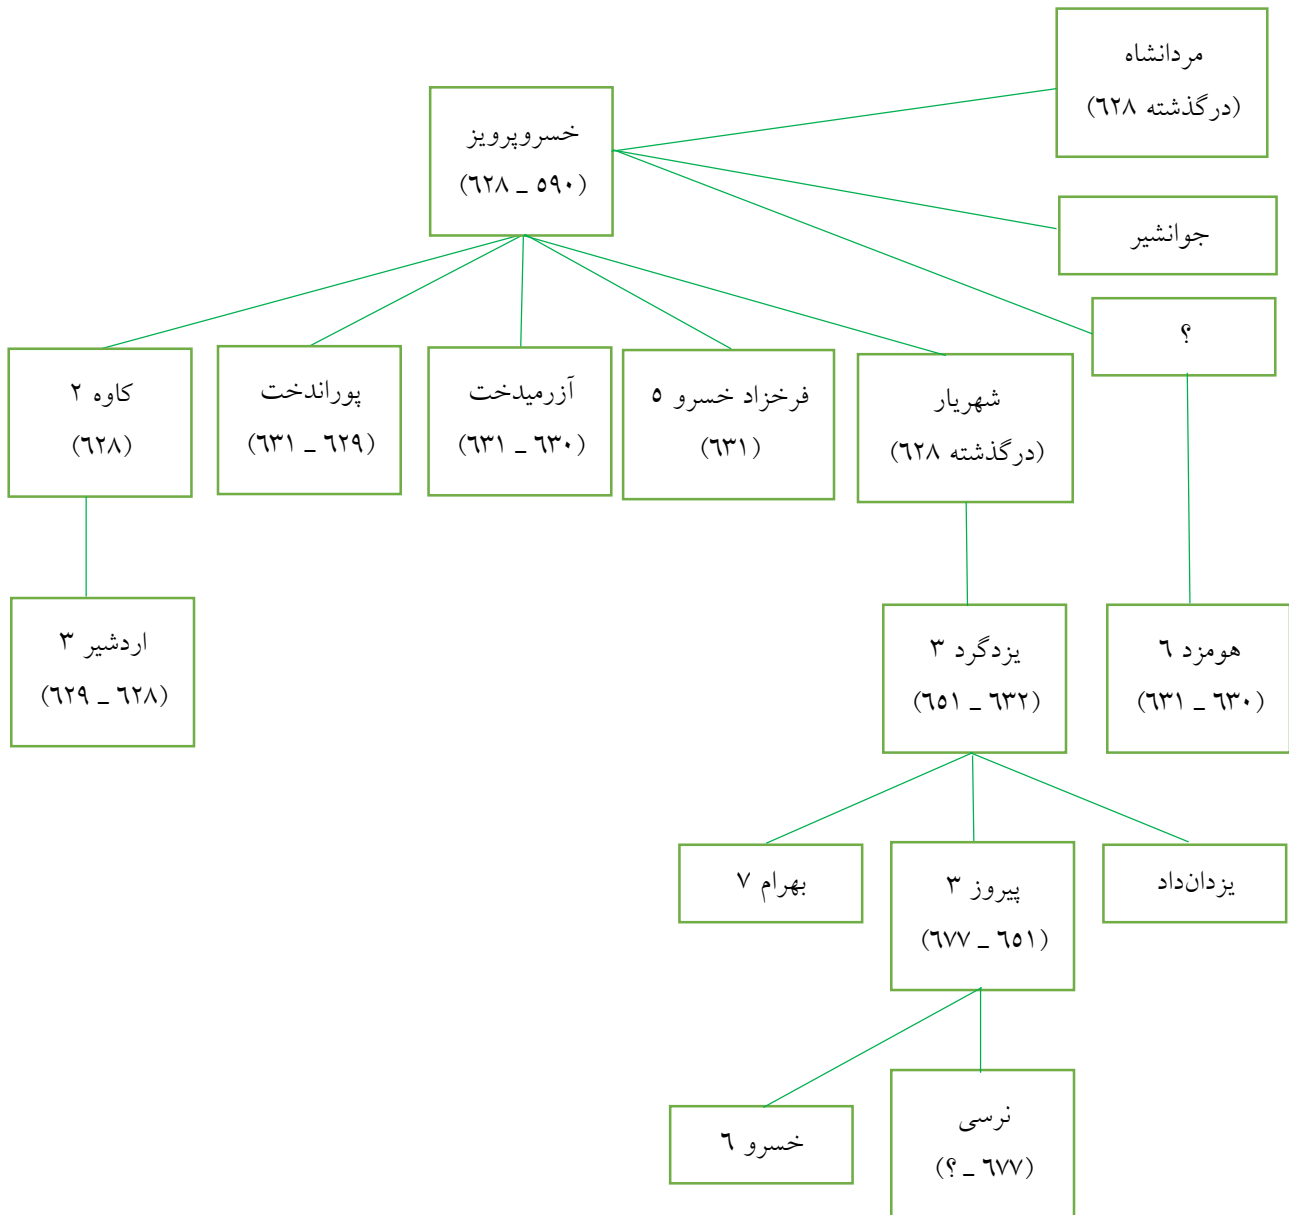 مردانشاه
(درگذشته ٦٢٨)
خسروپرویز
(٥٩٠ – ٦٢٨)
جوانشیر
؟
کاوه ٢
(٦٢٨)
پوراندخت
(٦٢٩ – ٦٣١)
آزرمیدخت
(٦٣٠ – ٦٣١)
فرخزاد خسرو ٥
(٦٣١)
شهریار
(درگذشته ٦٢٨)
اردشیر ٣
(٦٢٨ – ٦٢٩)
یزدگرد ٣
(٦٣٢ – ٦٥١)
هومزد ٦
(٦٣٠ – ٦٣١)
بهرام ٧
پیروز ٣
(٦٥١ – ٦٧٧)
یزدان‌داد
خسرو ٦
نرسی
(٦٧٧ – ؟)